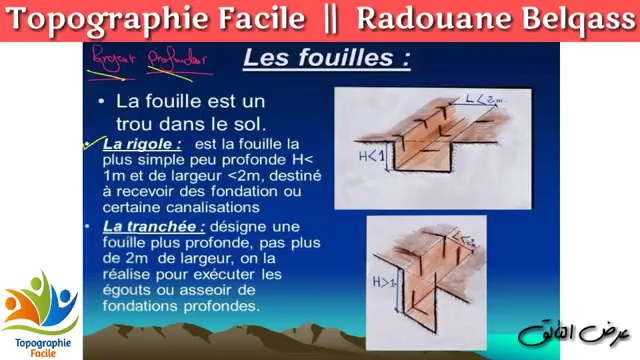 Topographie Facile || Radouane Belqass
Largeur Profondeur
Les fouilles :
• La fouille est un
trou dans le sol.
• La rigole : est la fouille la
plus simple peu profonde H<
1m et de largeur <2m, destiné
à recevoir des fondation ou
certaine canalisations
• La tranchée : désigne une
fouille plus profonde, pas plus
de 2m de largeur, on la
réalise pour exécuter les
égouts ou asseoir de
fondations profondes.
L<2m
H<1
H>1
Topographie
Facile
عرض التألق